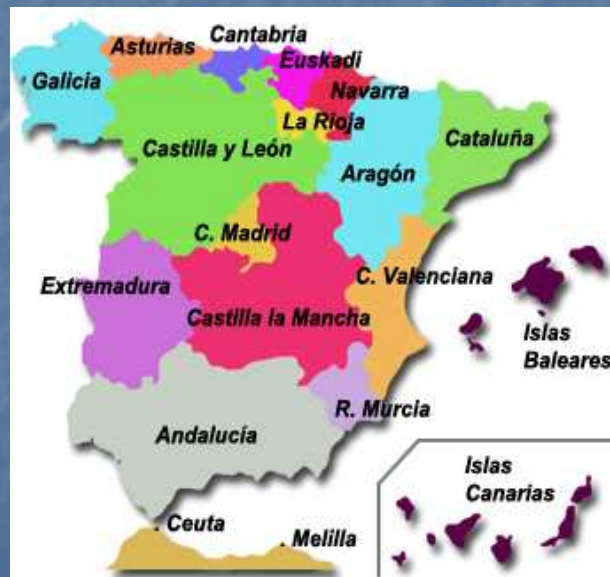 Cantabria
Asturias
Euskadi
Galicia
Navarra
La Rioja
Castilla y León
Cataluña
Aragón
C. Madrid
C. Valenciana
Extremadura
Castilla la Mancha
Islas
Baleares
R. Murcia
Andalucía
Islas
Canarias
. Ceuta
. Melilla